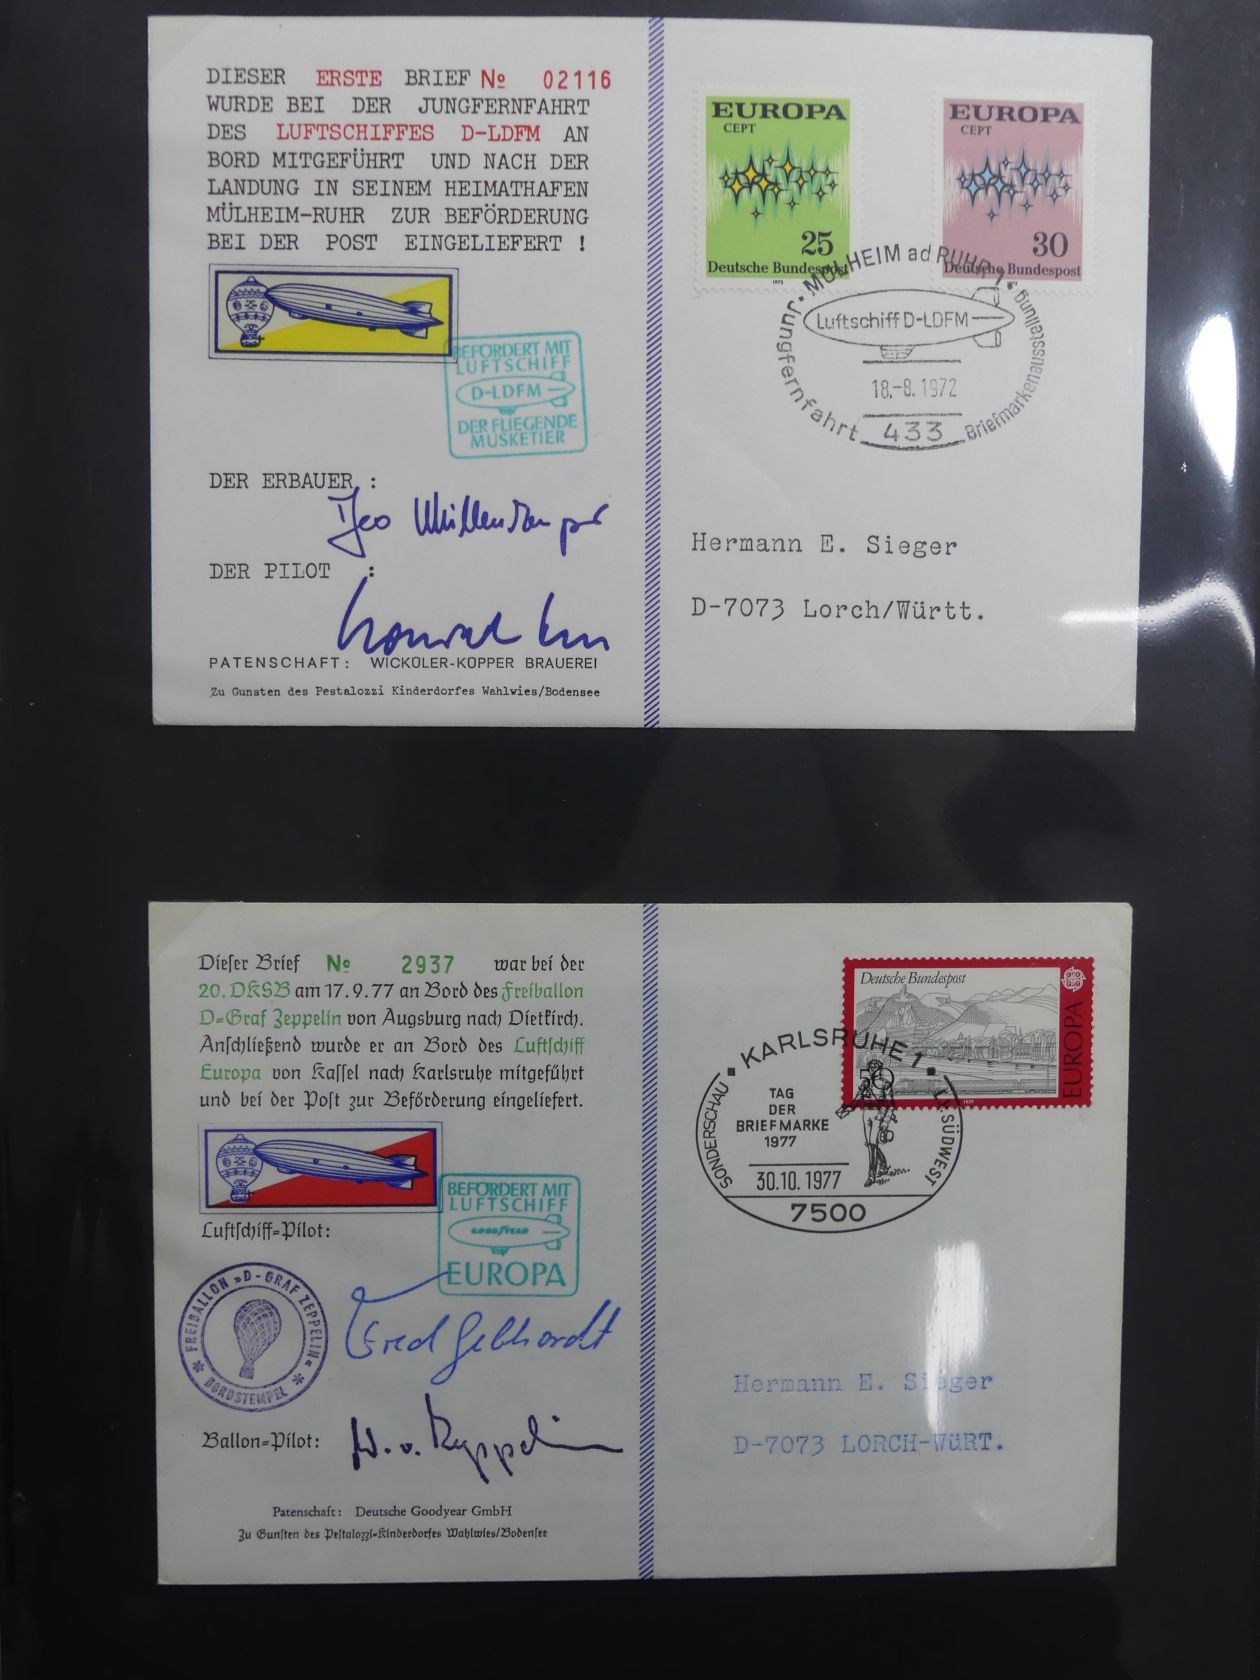 DIESER ERSTE BRIEF № 02116
WURDE BEI DER JUNGFERNFAHRT
DES LUFTSCHIFFES D-LDFM AN
BORD MITGEFÜHRT UND NACH DER
LANDUNG IN SEINEM HEIMATHAFEN
MÜLHEIM-RUHR ZUR BEFÖRDERUNG
BEI DER POST EINGELIEFERT !
BEFÖRDERT MIT
LUFTSCHIFF
D-LDFM
DER FLIEGENDE
MUSKETIER
DER ERBAUER :
DER PILOT :
PATENSCHAFT: WICKÜLER-KÜPPER BRAUEREI
Zu Gunsten des Pestalozzi Kinderdorfes Wahlwies/Bodensee
EUROPA
CEPT
25
Deutsche Bundespost
1972
EUROPA
CEPT
30
Deutsche Bundespost
MÜLHEIM ad RUHR 1
Luftschiff D-LDFM
18.-8.1972
433
Jungfernfahrt
Briefmarkenausstellung
Hermann E. Sieger
D-7073 Lorch/Württ.
Dieser Brief № 2937 war bei der
20. DKSB am 17.9.77 an Bord des Freiballon
D-Graf Zeppelin von Augsburg nach Dietkirch.
Anschließend wurde er an Bord des Luftschiff
Europa von Kassel nach Karlsruhe mitgeführt
und bei der Post zur Beförderung eingeliefert.
BEFÖRDERT MIT
LUFTSCHIFF
GOODYEAR
EUROPA
Luftschiff-Pilot:
FREIBALLON »D-GRAF ZEPPELIN«
BORDSTEMPEL
Fred Gebhardt
Ballon-Pilot:
Patenschaft: Deutsche Goodyear GmbH
Zu Gunsten des Pestalozzi-Kinderdorfes Wahlwies/Bodensee
Deutsche Bundespost
EUROPA
50
1977
KARLSRUHE 1
SONDERSCHAU
LV. SÜDWEST
TAG
DER
BRIEFMARKE
1977
30.10.1977
7500
Hermann E. Sieger
D-7073 LORCH-WüRT.